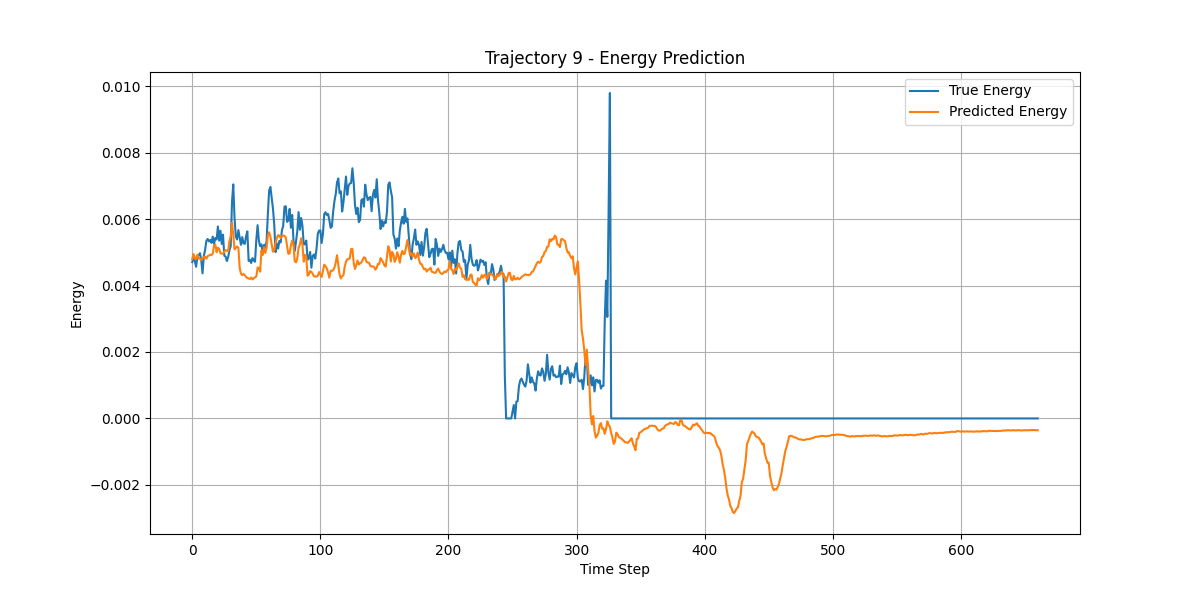 Trajectory 9 - Energy Prediction
True Energy
Predicted Energy
Energy
0.010
0.008
0.006
0.004
0.002
0.000
−0.002
0 100 200 300 400 500 600
Time Step